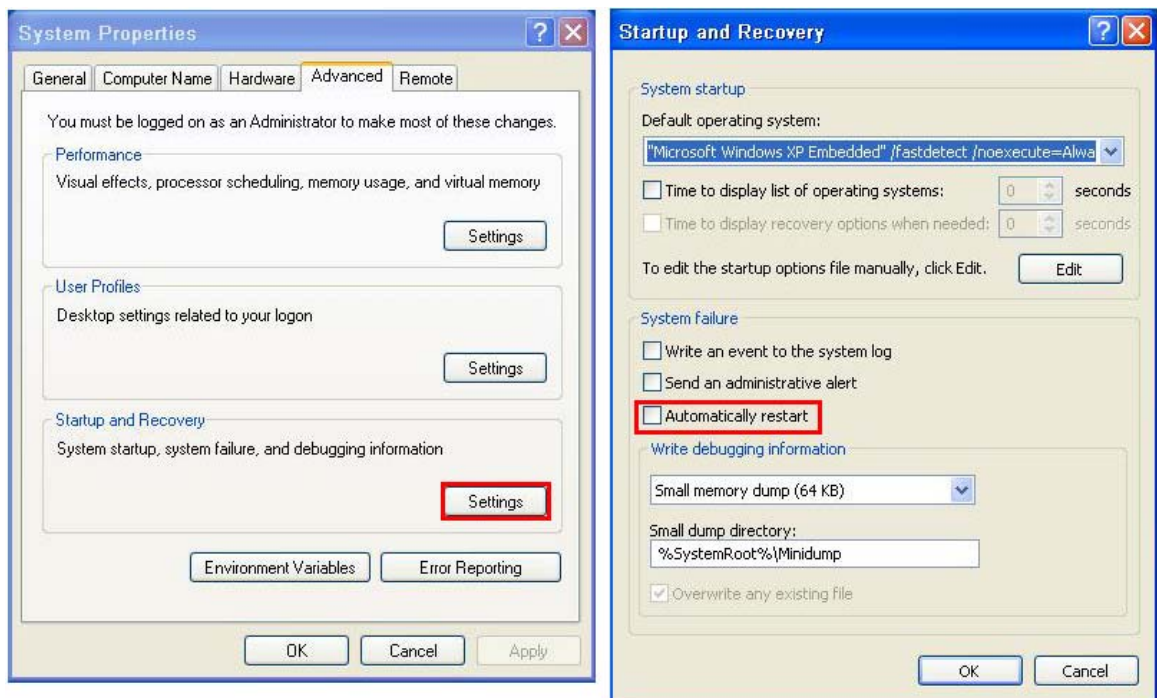 System Properties
General
Computer Name
Hardware
Advanced
Remote
You must be logged on as an Administrator to make most of these changes.
Performance
Visual effects, processor scheduling, memory usage, and virtual memory
Settings
User Profiles
Desktop settings related to your logon
Settings
Startup and Recovery
System startup, system failure, and debugging information
Settings
Environment Variables
Error Reporting
OK
Cancel
Apply
Startup and Recovery
System startup
Default operating system:
"Microsoft Windows XP Embedded" /fastdetect /noexecute=Alwa
Time to display list of operating systems: 0 seconds
Time to display recovery options when needed: 0 seconds
To edit the startup options file manually, click Edit.
Edit
System failure
Write an event to the system log
Send an administrative alert
Automatically restart
Write debugging information
Small memory dump (64 KB)
Small dump directory:
%SystemRoot%\Minidump
Overwrite any existing file
OK
Cancel